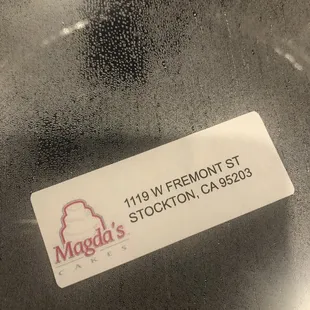 Magda's
CAKES
1119 W FREMONT ST
STOCKTON, CA 95203